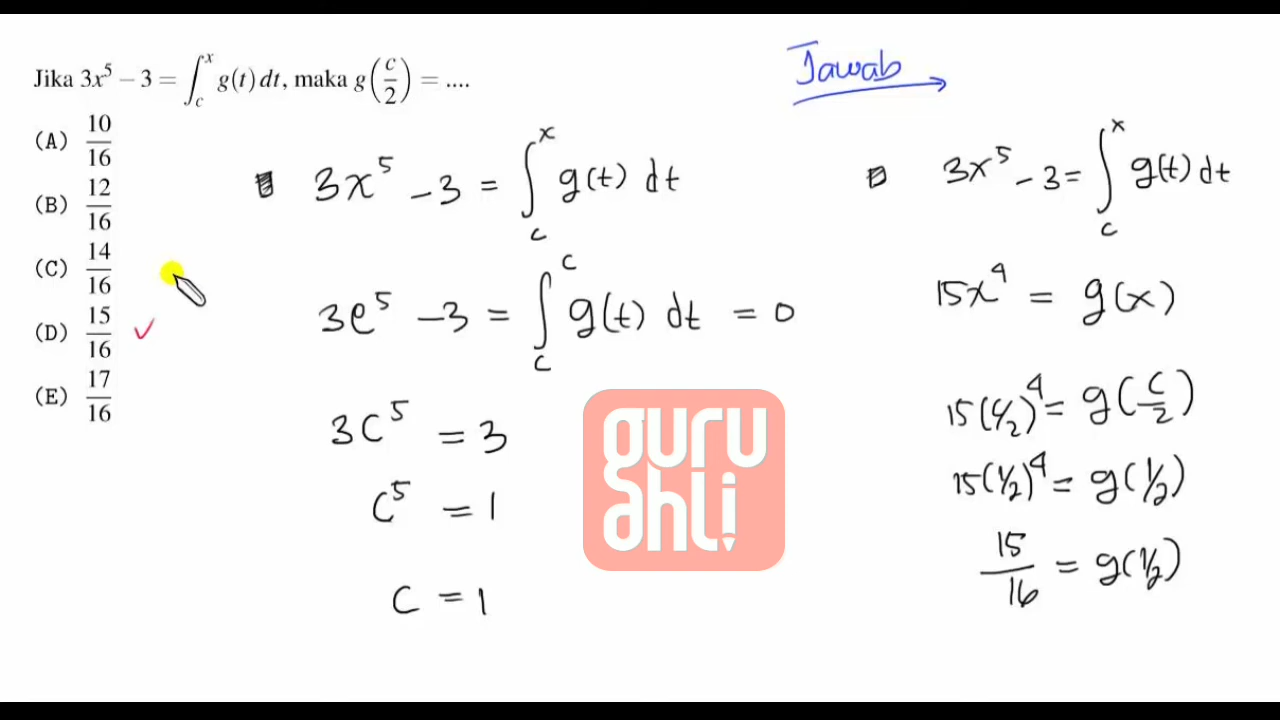 Jika 3x⁵ − 3 = ∫_c^x g(t) dt, maka g(c/2) = ....
(A) 10/16
(B) 12/16
(C) 14/16
(D) 15/16 ✓
(E) 17/16
3x⁵ − 3 = ∫_c^x g(t) dt
3c⁵ − 3 = ∫_c^c g(t) dt = 0
3c⁵ = 3
c⁵ = 1
c = 1
Jawab
3x⁵ − 3 = ∫_c^x g(t) dt
15x⁴ = g(x)
15(c/2)⁴ = g(c/2)
15(1/2)⁴ = g(1/2)
15/16 = g(1/2)
guru
ahli